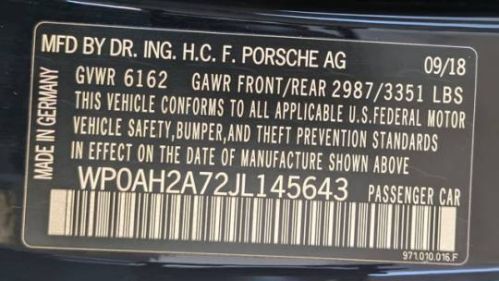 MFD BY DR. ING. H.C. F. PORSCHE AG 09/18
GVWR 6162 GAWR FRONT/REAR 2987/3351 LBS
THIS VEHICLE CONFORMS TO ALL APPLICABLE U.S.FEDERAL MOTOR
VEHICLE SAFETY,BUMPER,AND THEFT PREVENTION STANDARDS
IN EFFECT ON THE DATE OF MANUFACTURE SHOWN ABOVE
WP0AH2A72JL145643 PASSENGER CAR
MADE IN GERMANY
971.010.016.F